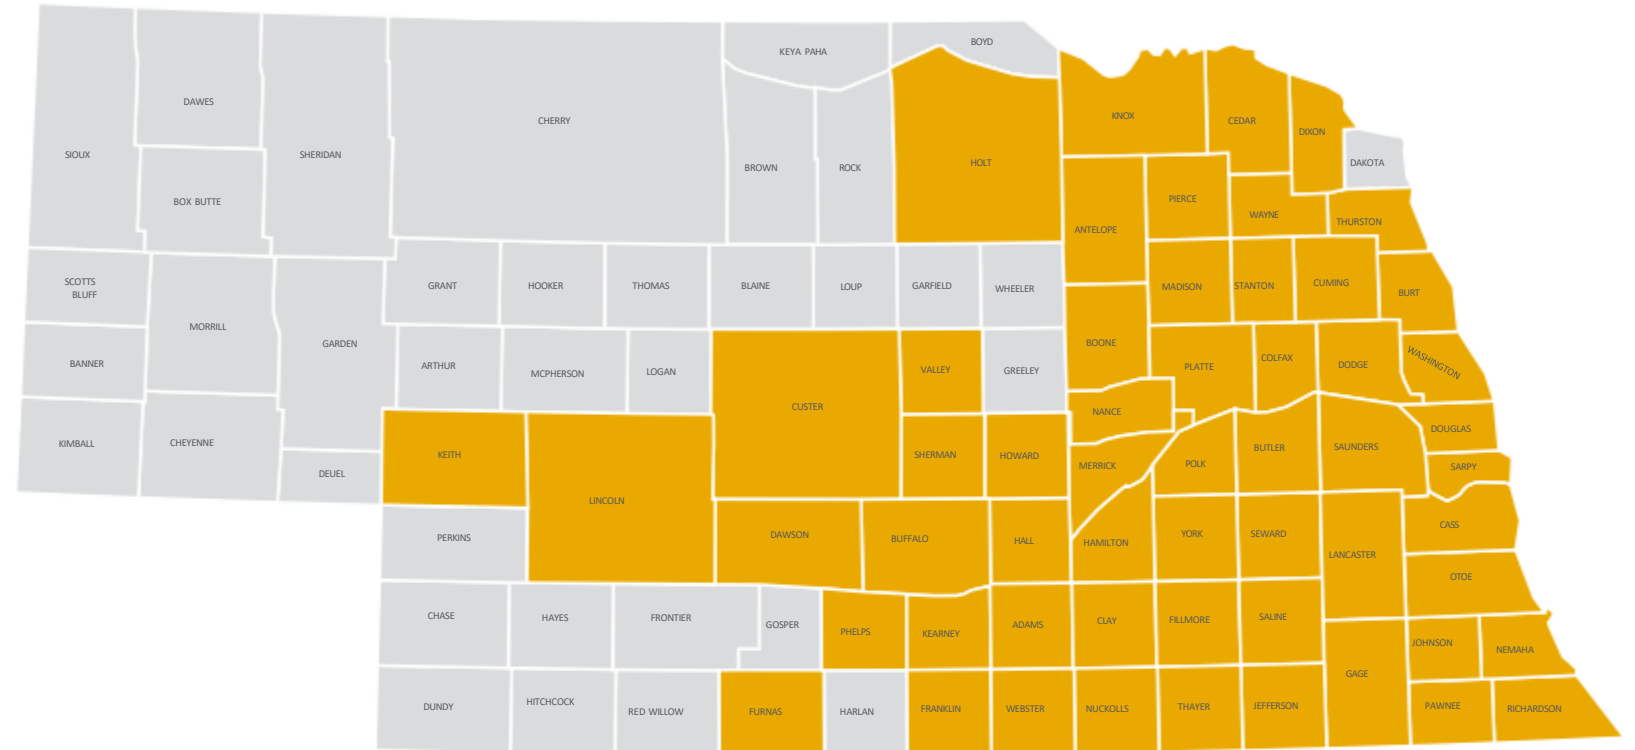 BOYD
KEYA PAHA
DAWES
KNOX
CHERRY
CEDAR
DIXON
SIOUX
SHERIDAN
HOLT
DAKOTA
BROWN
ROCK
BOX BUTTE
PIERCE
WAYNE
THURSTON
ANTELOPE
SCOTTS
BLUFF
GRANT
HOOKER
THOMAS
BLAINE
LOUP
GARFIELD
WHEELER
MADISON
STANTON
CUMING
BURT
MORRILL
GARDEN
BOONE
COLFAX
BANNER
ARTHUR
MCPHERSON
LOGAN
VALLEY
GREELEY
PLATTE
DODGE
WASHINGTON
CUSTER
NANCE
KIMBALL
CHEYENNE
DOUGLAS
KEITH
SHERMAN
HOWARD
BUTLER
SAUNDERS
DEUEL
MERRICK
POLK
SARPY
LINCOLN
PERKINS
DAWSON
BUFFALO
HALL
HAMILTON
YORK
SEWARD
CASS
LANCASTER
OTOE
CHASE
HAYES
FRONTIER
GOSPER
PHELPS
KEARNEY
ADAMS
CLAY
FILLMORE
SALINE
JOHNSON
NEMAHA
GAGE
DUNDY
HITCHCOCK
RED WILLOW
FURNAS
HARLAN
FRANKLIN
WEBSTER
NUCKOLLS
THAYER
JEFFERSON
PAWNEE
RICHARDSON